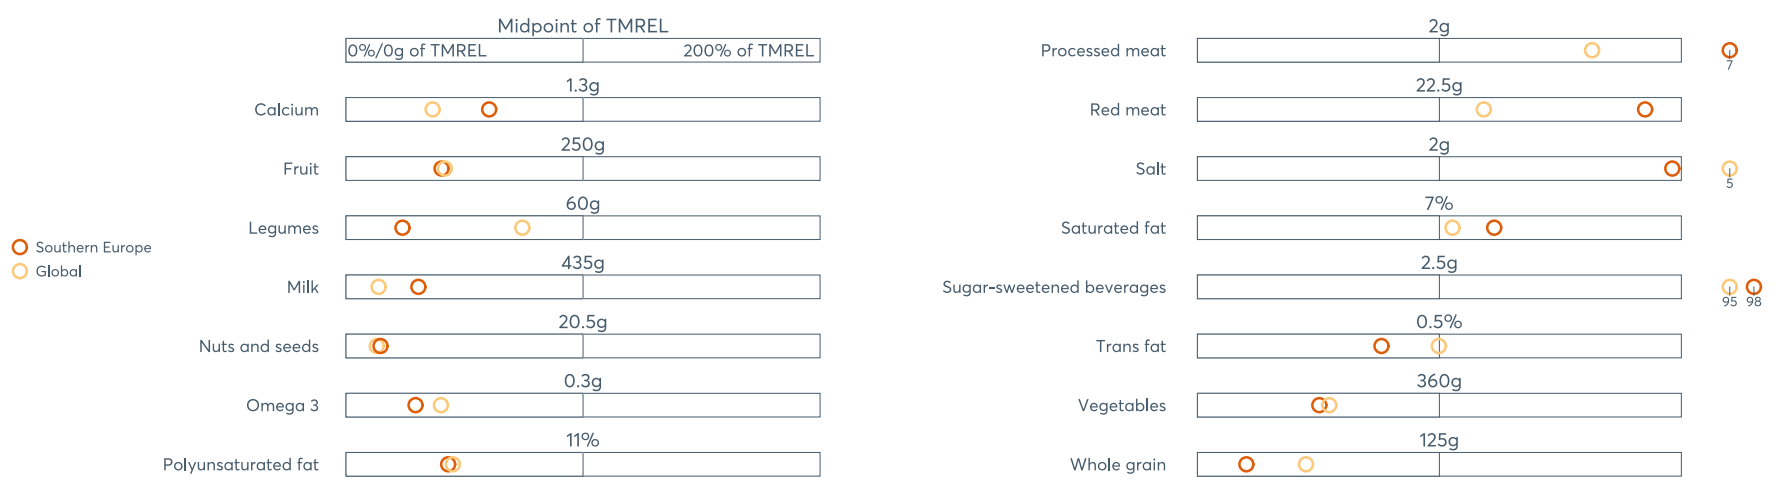 Midpoint of TMREL
0%/0g of TMREL 200% of TMREL
1.3g
Calcium
250g
Fruit
60g
Legumes
Southern Europe
Global
435g
Milk
20.5g
Nuts and seeds
0.3g
Omega 3
11%
Polyunsaturated fat
2g
Processed meat
7
22.5g
Red meat
2g
Salt
5
7%
Saturated fat
2.5g
Sugar-sweetened beverages
95 98
0.5%
Trans fat
360g
Vegetables
125g
Whole grain